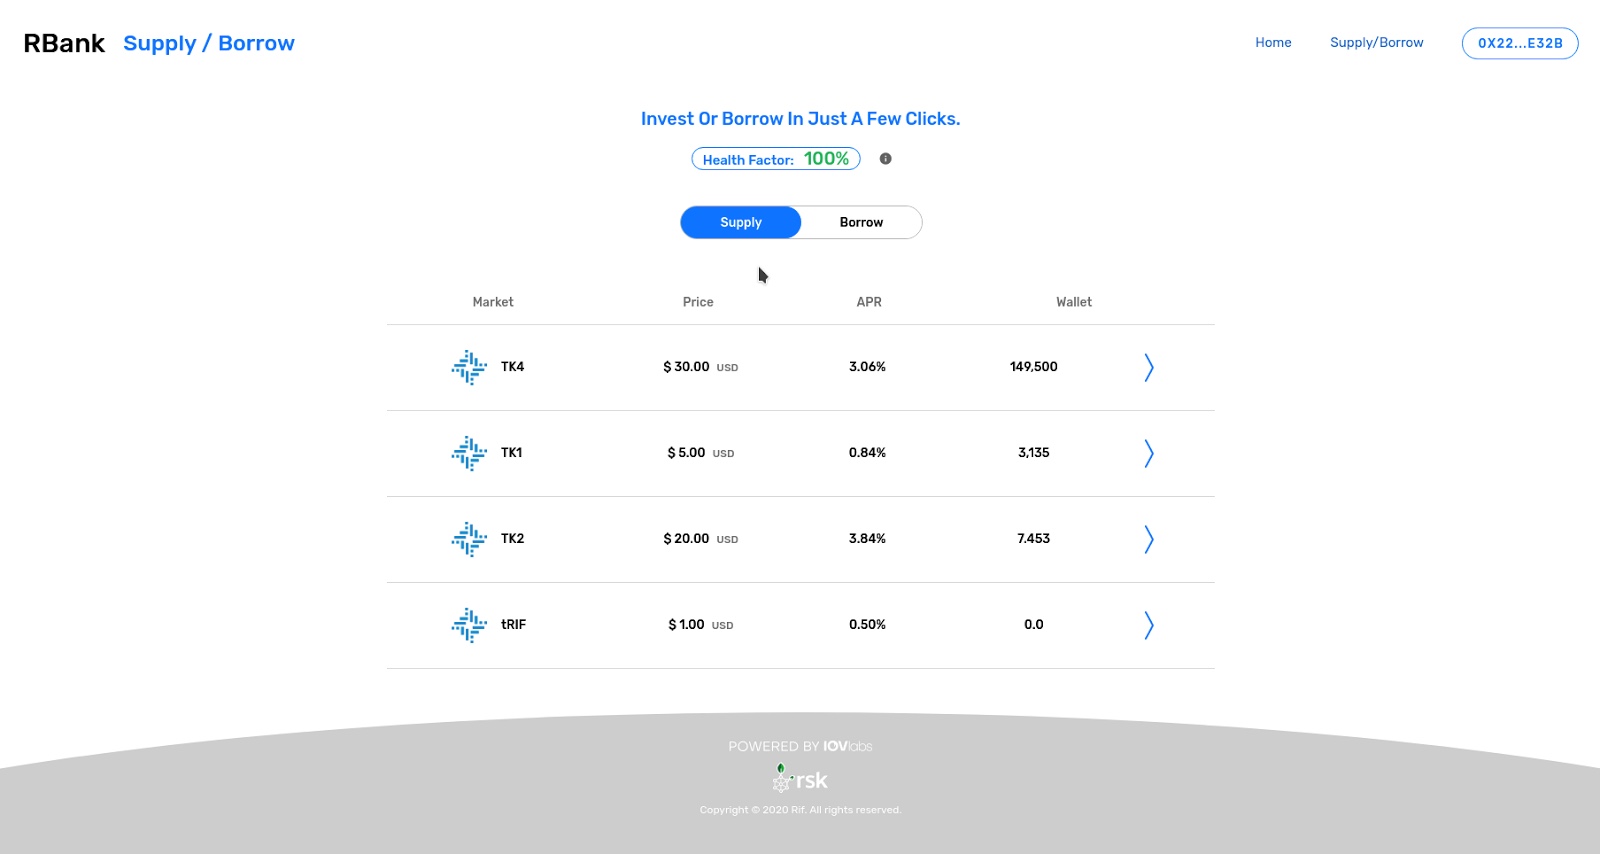 RBank Supply / Borrow Home Supply/Borrow 0X22...E32B
Invest Or Borrow In Just A Few Clicks.
Health Factor: 100%
Supply Borrow
Market Price APR Wallet
TK4 $ 30.00 USD 3.06% 149,500
TK1 $ 5.00 USD 0.84% 3,135
TK2 $ 20.00 USD 3.84% 7.453
tRIF $ 1.00 USD 0.50% 0.0
POWERED BY IOVlabs
rsk
Copyright © 2020 Rif. All rights reserved.